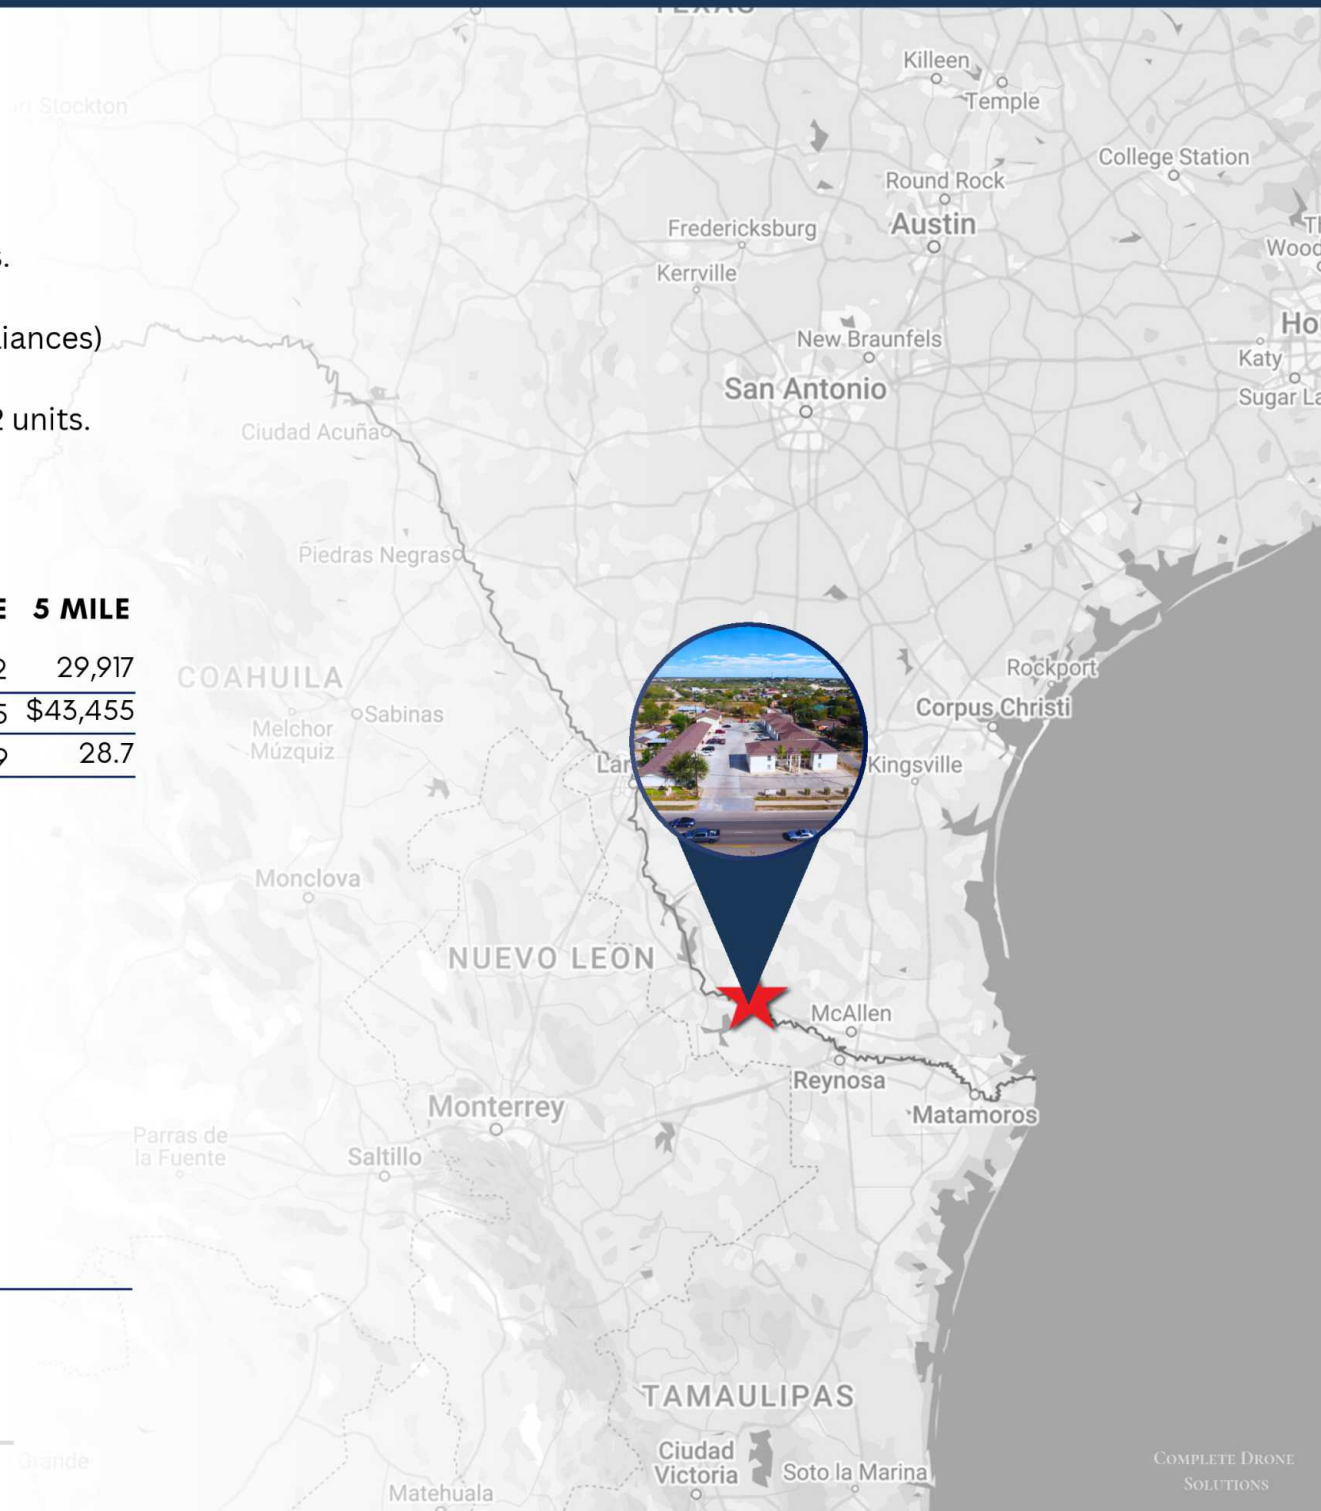 TEXAS
Killeen
Temple
Stockton
College Station
Round Rock
Fredericksburg
Austin
Kerrville
New Braunfels
Katy
San Antonio
units.
Ciudad Acuña
Piedras Negras
5 MILE
29,917
$43,455
28.7
COAHUILA
Sabinas
Melchor
Múzquiz
Rockport
Corpus Christi
Kingsville
Monclova
NUEVO LEON
McAllen
Reynosa
Matamoros
Monterrey
Parras de
la Fuente
Saltillo
TAMAULIPAS
Ciudad
Victoria
Soto la Marina
Matehuala
Grande
COMPLETE DRONE
SOLUTIONS